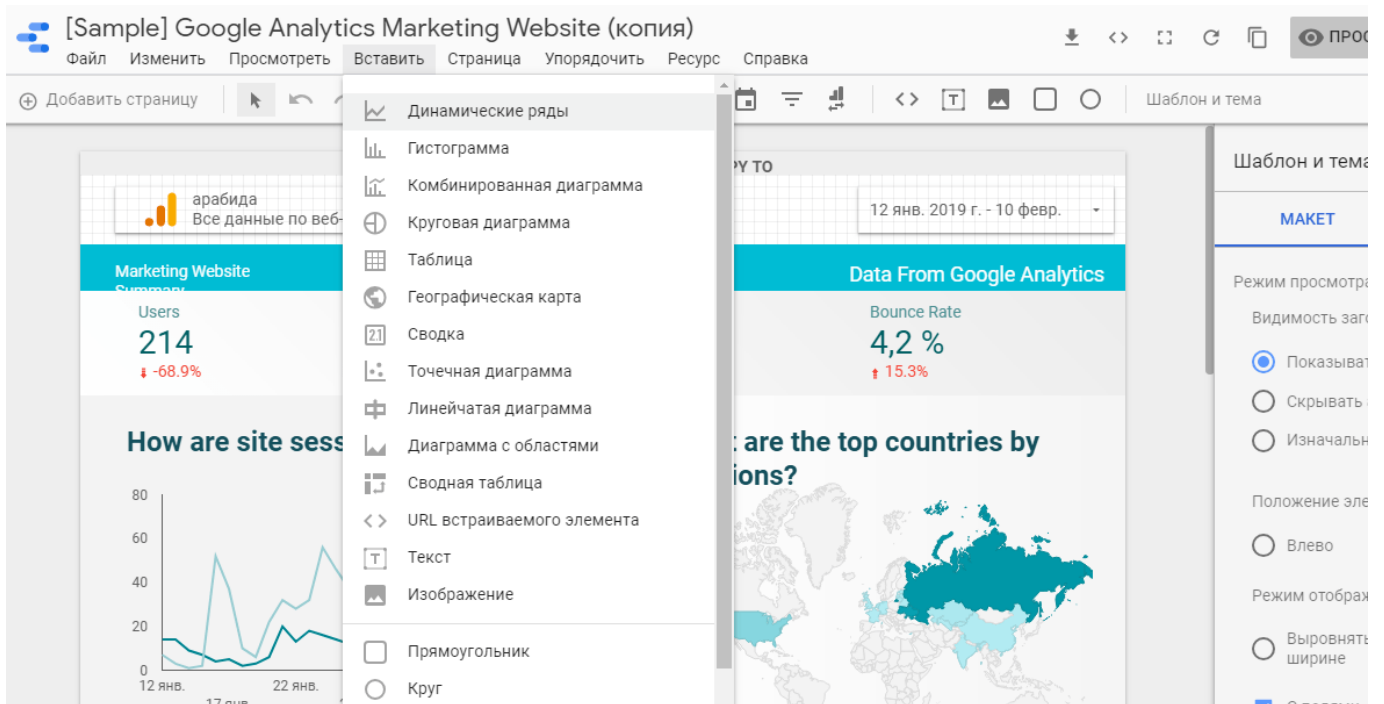 [Sample] Google Analytics Marketing Website (копия)
Файл Изменить Просмотреть Вставить Страница Упорядочить Ресурс Справка
Добавить страницу
Шаблон и тема
Динамические ряды
Гистограмма
Комбинированная диаграмма
Круговая диаграмма
Таблица
Географическая карта
Сводка
Точечная диаграмма
Линейчатая диаграмма
Диаграмма с областями
Сводная таблица
URL встраиваемого элемента
Текст
Изображение
Прямоугольник
Круг
арабида
Все данные по веб-
12 янв. 2019 г. - 10 февр.
Marketing Website
Summary
Data From Google Analytics
Users
214
-68.9%
Bounce Rate
4,2 %
15.3%
How are site sess
are the top countries by
ions?
80
60
40
20
0
12 янв.
22 янв.
17 янв.
Шаблон и тема
МАКЕТ
Режим просмотра
Видимость заго
Показыват
Скрывать
Изначальн
Положение эле
Влево
Режим отображ
Выровнять
ширине